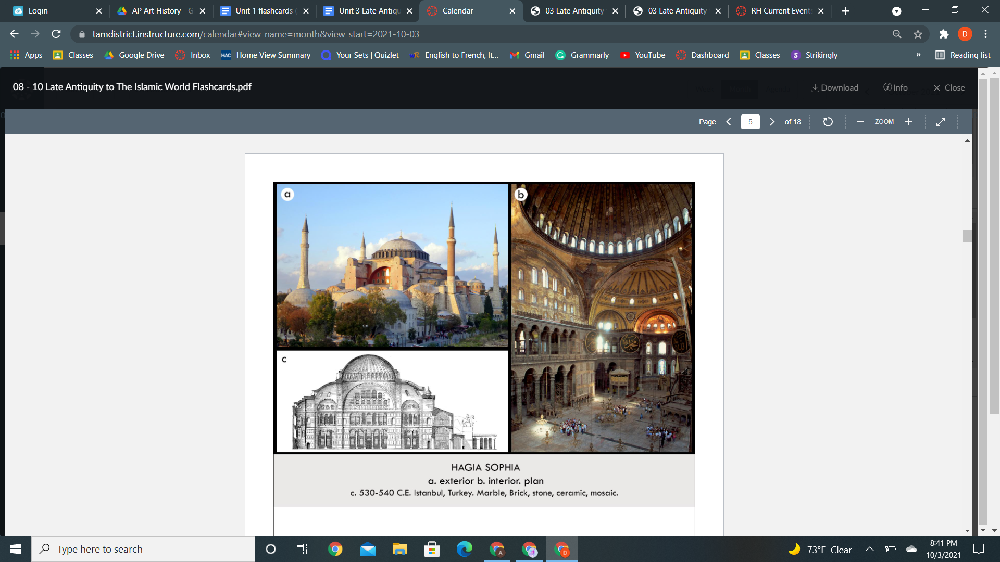 Login
AP Art History - G
Unit 1 flashcards (
Unit 3 Late Antiqu
Calendar
03 Late Antiquity
03 Late Antiquity
RH Current Events
tamdistrict.instructure.com/calendar#view_name=month&view_start=2021-10-03
D
Apps
Classes
Google Drive
Inbox
HAC Home View Summary
Your Sets | Quizlet
WR English to French, It...
Gmail
G Grammarly
YouTube
Dashboard
Classes
S Strikingly
»
Reading list
08 - 10 Late Antiquity to The Islamic World Flashcards.pdf
Download
Info
Close
Page 5 of 18
ZOOM
a
b
c
HAGIA SOPHIA
a. exterior b. interior. plan
c. 530-540 C.E. Istanbul, Turkey. Marble, Brick, stone, ceramic, mosaic.
Type here to search
A
D
73°F Clear
8:41 PM
10/3/2021